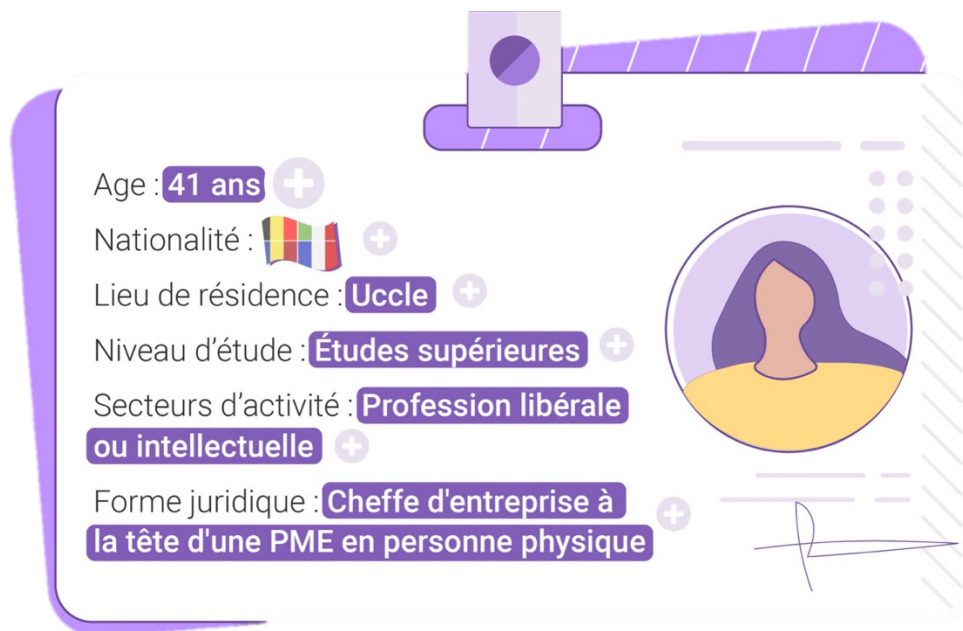 Age : 41 ans
Nationalité :
Lieu de résidence : Uccle
Niveau d'étude : Études supérieures
Secteurs d'activité : Profession libérale
ou intellectuelle
Forme juridique : Cheffe d'entreprise à
la tête d'une PME en personne physique